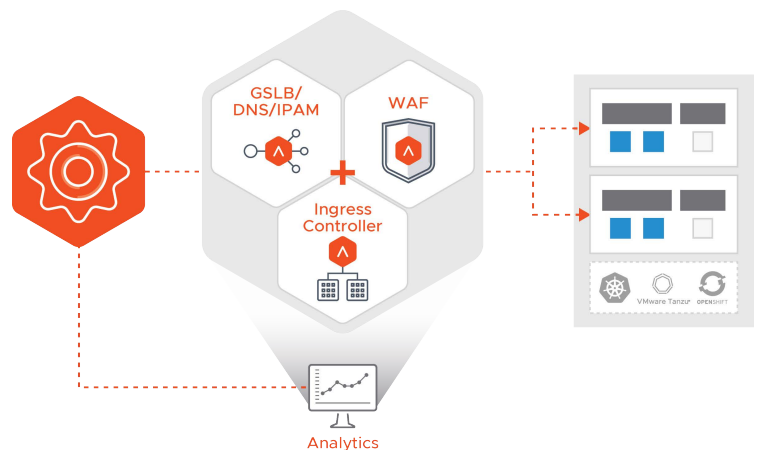 GSLB/
DNS/IPAM
WAF
Ingress
Controller
VMware Tanzu
OPENSHIFT
Analytics